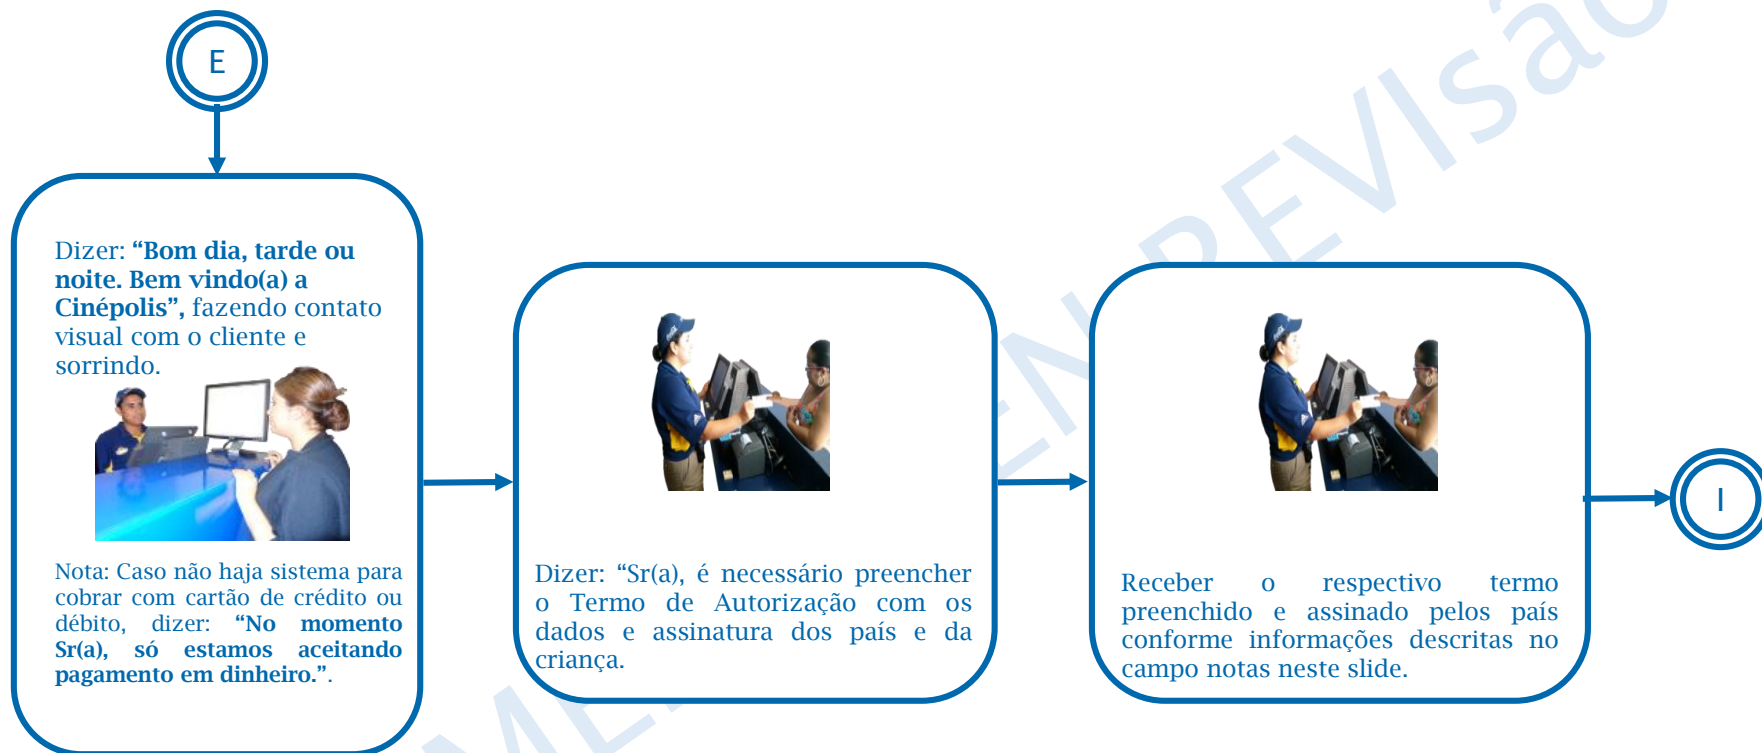 E
Dizer: “Bom dia, tarde ou
noite. Bem vindo(a) a
Cinépolis”, fazendo contato
visual com o cliente e
sorrindo.
Nota: Caso não haja sistema para
cobrar com cartão de crédito ou
débito, dizer: “No momento
Sr(a), só estamos aceitando
pagamento em dinheiro.”.
Dizer: “Sr(a), é necessário preencher
o Termo de Autorização com os
dados e assinatura dos país e da
criança.
Receber o respectivo termo
preenchido e assinado pelos país
conforme informações descritas no
campo notas neste slide.
I